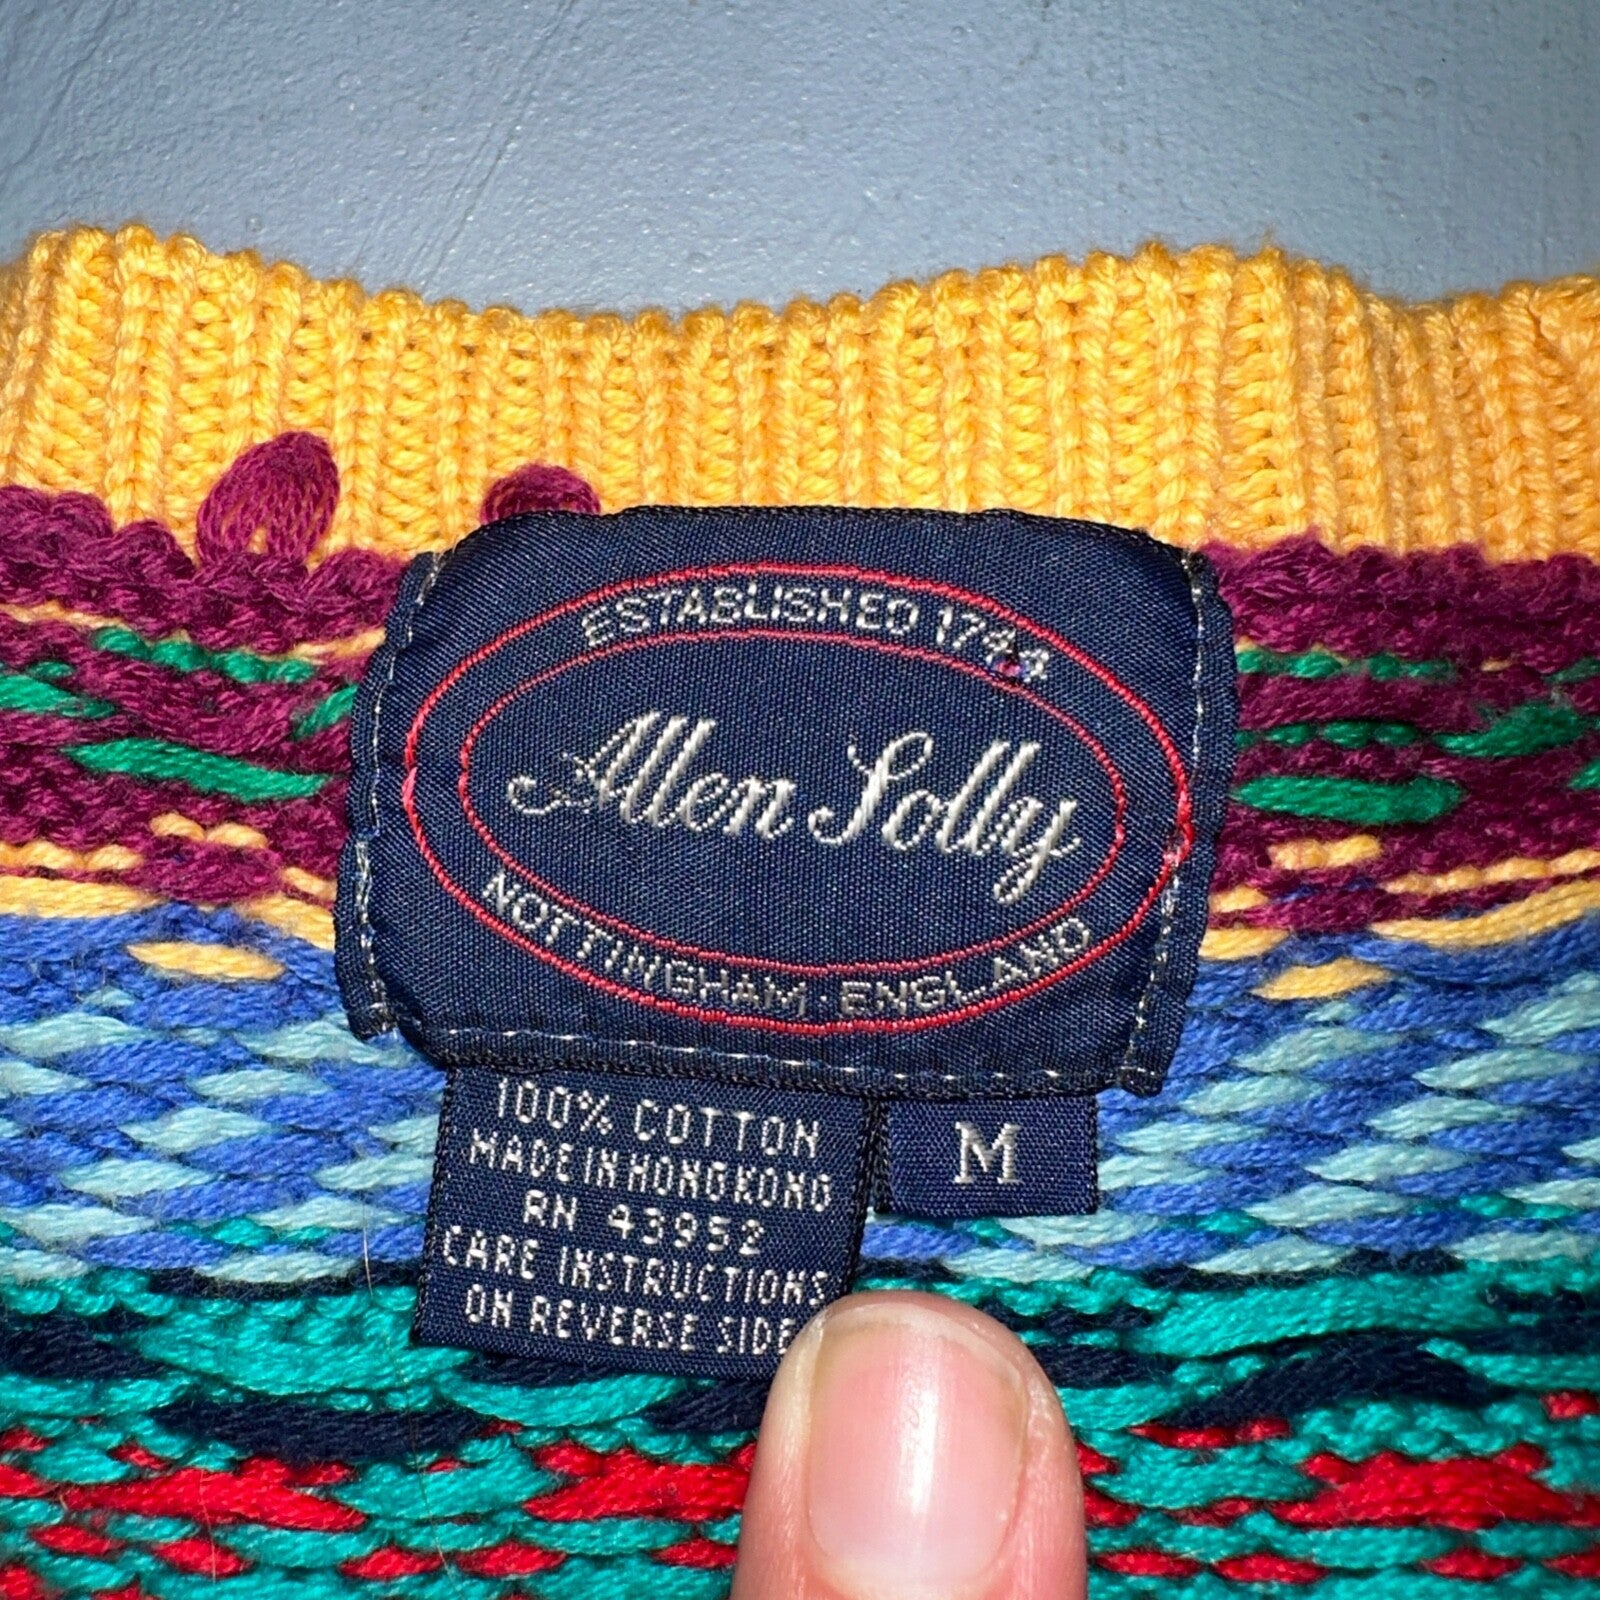 ESTABLISHED 1744
Allen Solly
NOTTINGHAM · ENGLAND
100% COTTON
MADE IN HONG KONG
RN 43952
CARE INSTRUCTIONS
ON REVERSE SIDE
M